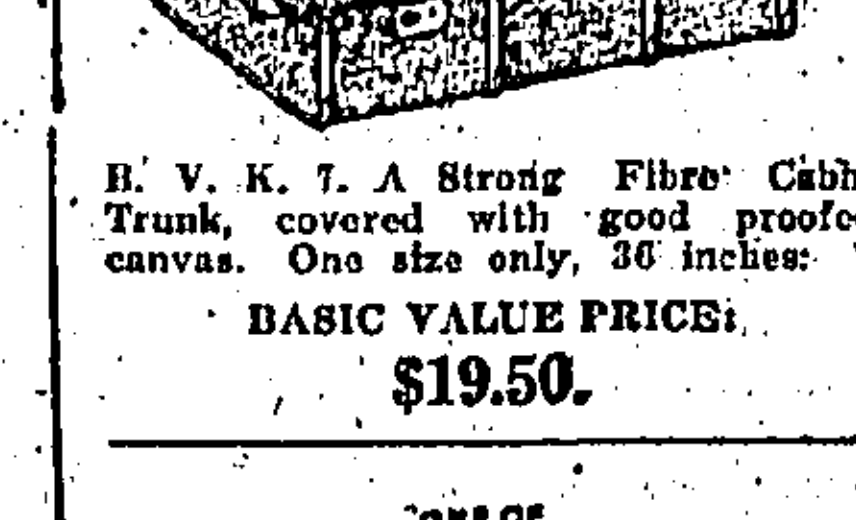 B. V. K. 7. A Strong Fibre
Trunk, covered with good
canvas. One size only, 36 inches:
BASIC VALUE PRICE:
$19.50.